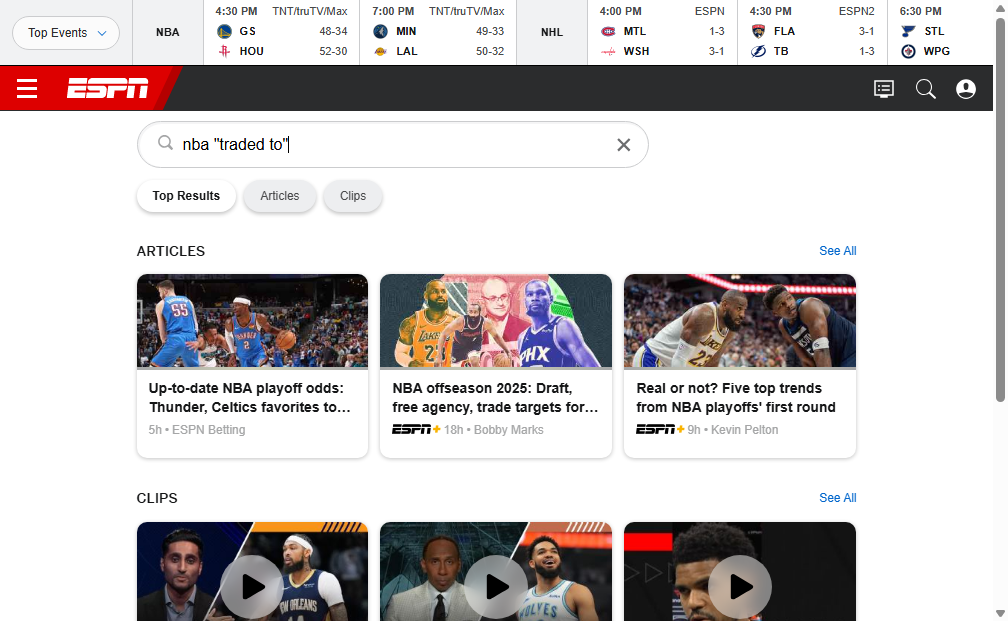 Top Events
NBA
4:30 PM TNT/truTV/Max
GS 48-34
HOU 52-30
7:00 PM TNT/truTV/Max
MIN 49-33
LAL 50-32
NHL
4:00 PM ESPN
MTL 1-3
WSH 3-1
4:30 PM ESPN2
FLA 3-1
TB 1-3
6:30 PM
STL
WPG
ESPN
nba "traded to"
Top Results
Articles
Clips
ARTICLES
See All
Up-to-date NBA playoff odds:
Thunder, Celtics favorites to...
5h • ESPN Betting
NBA offseason 2025: Draft,
free agency, trade targets for...
ESPN+ 18h • Bobby Marks
Real or not? Five top trends
from NBA playoffs' first round
ESPN+ 9h • Kevin Pelton
CLIPS
See All